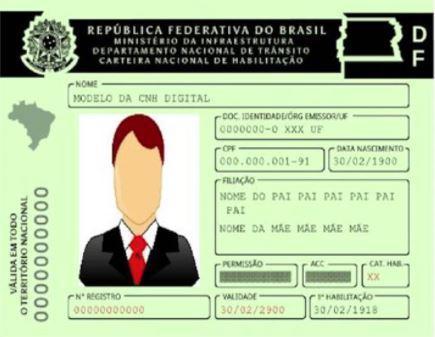 REPÚBLICA FEDERATIVA DO BRASIL
MINISTÉRIO DA INFRAESTRUTURA
DEPARTAMENTO NACIONAL DE TRÂNSITO
CARTEIRA NACIONAL DE HABILITAÇÃO
DF
NOME
MODELO DA CNH DIGITAL
DOC. IDENTIDADE/ÓRG EMISSOR/UF
0000000-0 XXX UF
CPF
000.000.001-91
DATA NASCIMENTO
30/02/1900
FILIAÇÃO
NOME DO PAI PAI PAI PAI PAI
PAI
NOME DA MÃE MÃE MÃE MÃE
PERMISSÃO
ACC
CAT. HAB.
XX
Nº REGISTRO
00000000000
VALIDADE
30/02/2900
1ª HABILITAÇÃO
30/02/1918
VÁLIDA EM TODO
O TERRITÓRIO NACIONAL
0000000000